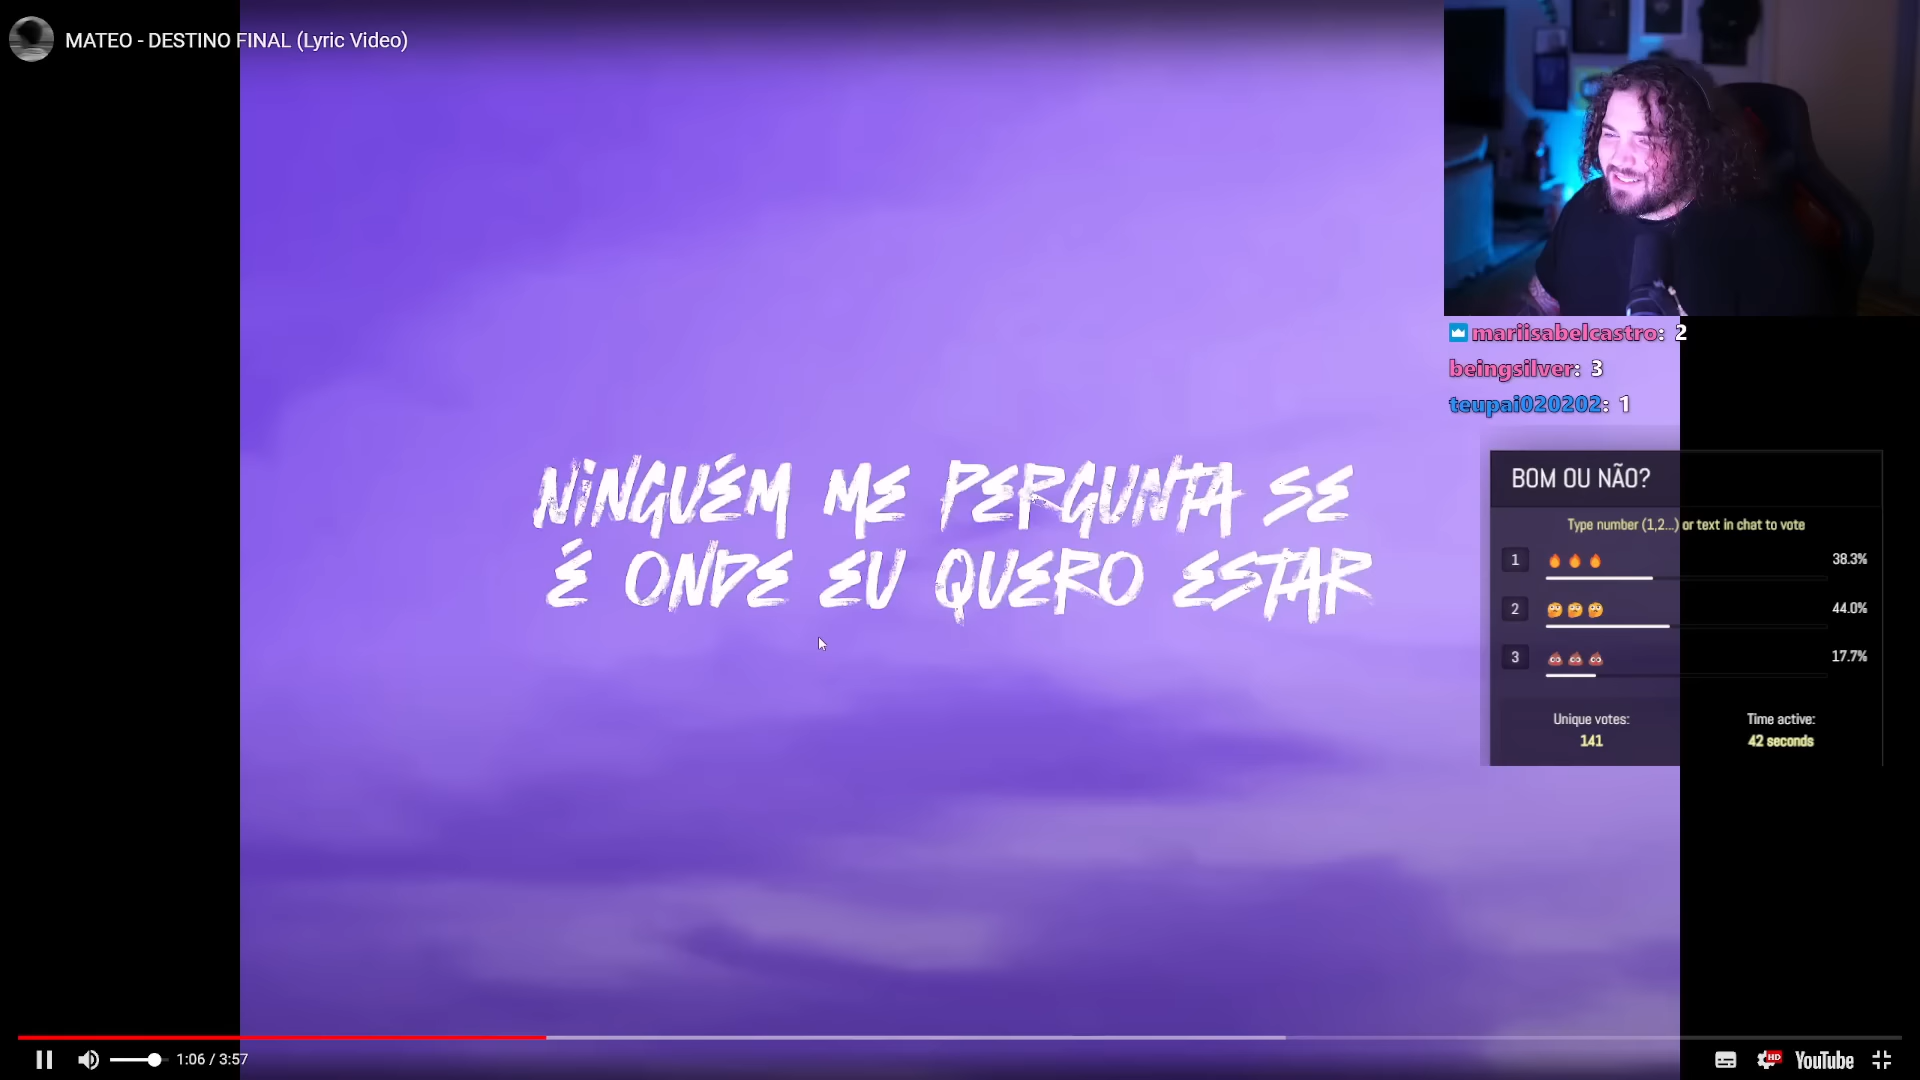 MATEO - DESTINO FINAL (Lyric Video)
NINGUÉM ME PERGUNTA SE
É ONDE EU QUERO ESTAR
mariisabelcastro: 2
beingsilver: 3
teupai020202: 1
BOM OU NÃO?
Type number (1,2...) or text in chat to vote
1 🔥🔥🔥 38.3%
2 44.0%
3 💩💩💩 17.7%
Unique votes: Time active:
141 42 seconds
1:06 / 3:57
HD YouTube